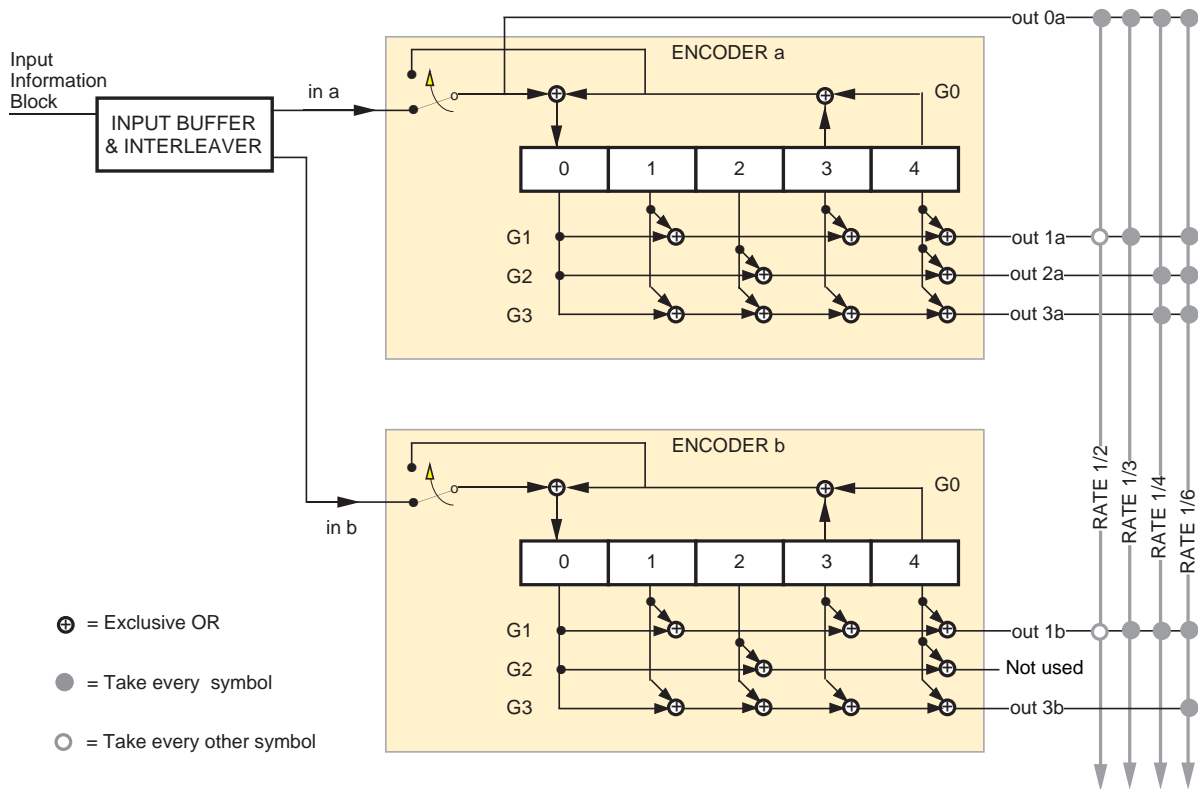 out 0a
Input
Information
Block
INPUT BUFFER
& INTERLEAVER
in a
ENCODER a
G0
0 1 2 3 4
G1
out 1a
G2
out 2a
G3
out 3a
in b
ENCODER b
G0
0 1 2 3 4
G1
out 1b
G2
Not used
G3
out 3b
RATE 1/2
RATE 1/3
RATE 1/4
RATE 1/6
= Exclusive OR
= Take every symbol
= Take every other symbol